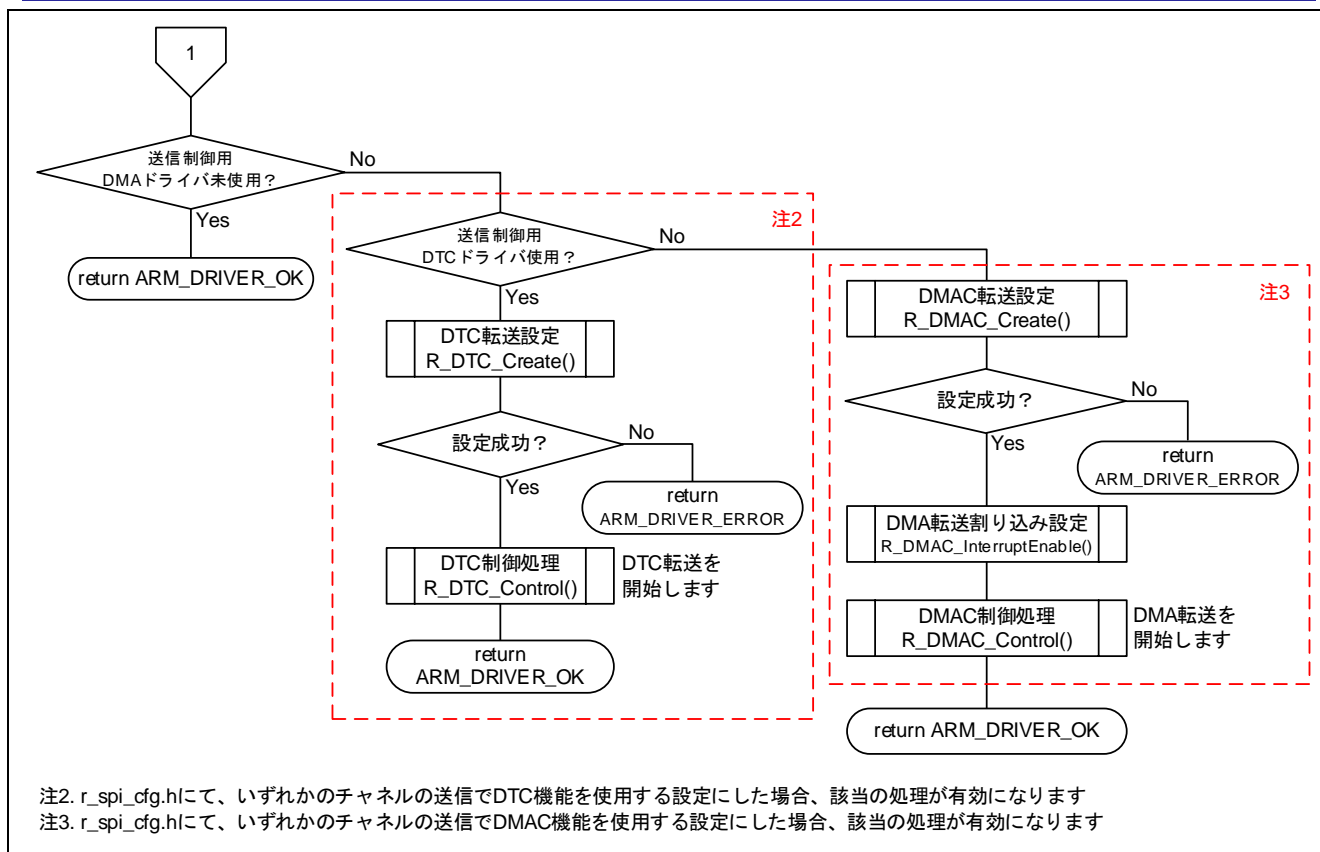 1
送信制御用
DMAドライバ未使用？
No
Yes
return ARM_DRIVER_OK
注2
送信制御用
DTCドライバ使用？
No
Yes
DTC転送設定
R_DTC_Create()
設定成功？
No
Yes
return
ARM_DRIVER_ERROR
DTC制御処理
R_DTC_Control()
DTC転送を
開始します
return
ARM_DRIVER_OK
注3
DMAC転送設定
R_DMAC_Create()
設定成功？
No
Yes
return
ARM_DRIVER_ERROR
DMA転送割り込み設定
R_DMAC_InterruptEnable()
DMAC制御処理
R_DMAC_Control()
DMA転送を
開始します
return ARM_DRIVER_OK
注2. r_spi_cfg.hにて、いずれかのチャネルの送信でDTC機能を使用する設定にした場合、該当の処理が有効になります
注3. r_spi_cfg.hにて、いずれかのチャネルの送信でDMAC機能を使用する設定にした場合、該当の処理が有効になります